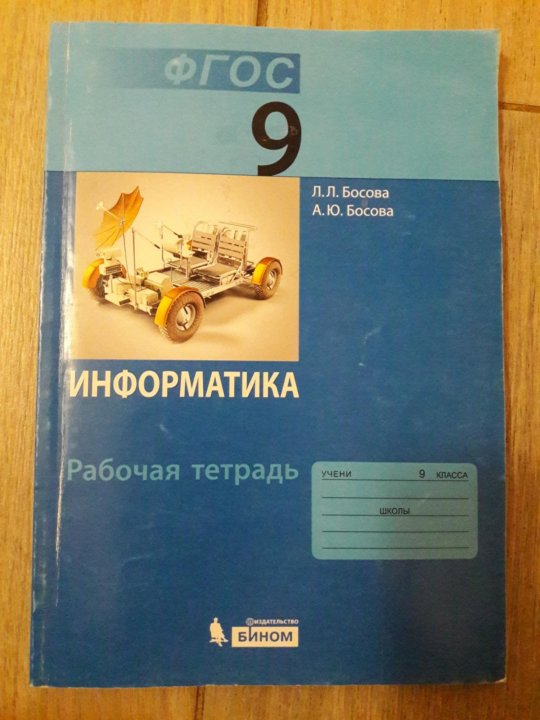 ФГОС
9
Л.Л. Босова
А.Ю. Босова
ИНФОРМАТИКА
Рабочая тетрадь
УЧЕНИ 9 КЛАССА
ШКОЛЫ
ИЗДАТЕЛЬСТВО
БИНОМ